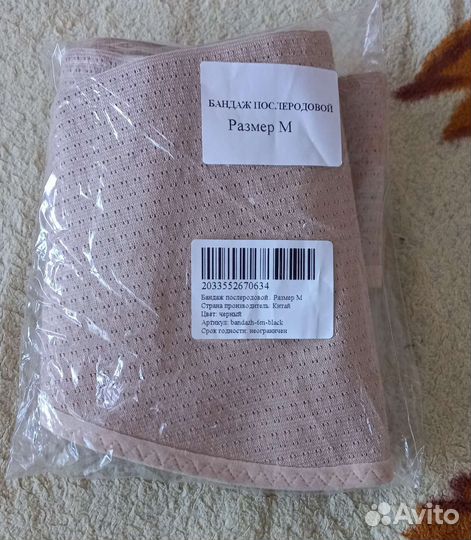 БАНДАЖ ПОСЛЕРОДОВОЙ
Размер М
2033552670634
Бандаж послеродовой . Размер М
Страна производитель: Китай
Цвет: черный
Артикул: bandazh-6m-black
Срок годности: неограничен
Avito